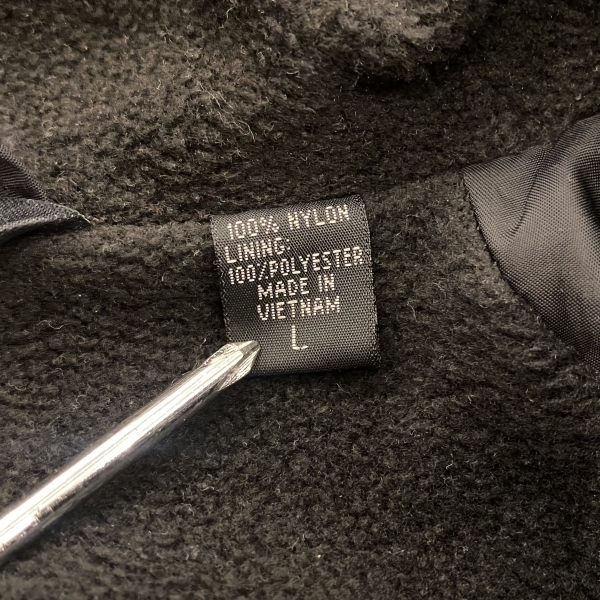 100% NYLON
LINING:
100%POLYESTER
MADE IN
VIETNAM
L